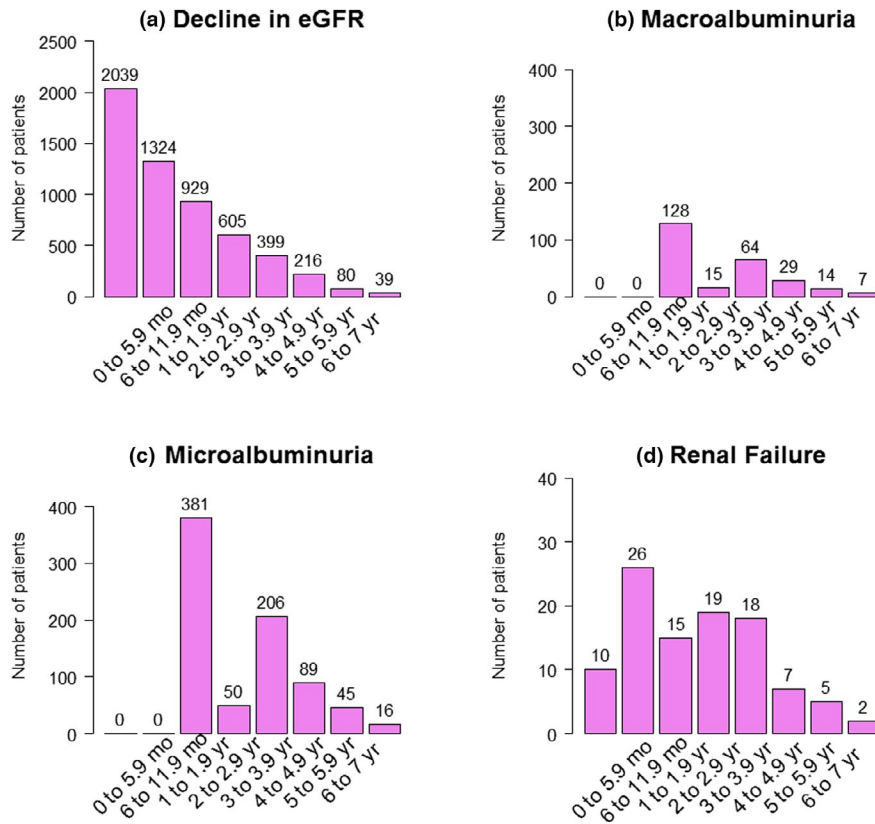 (a) Decline in eGFR
Number of patients
2500
2000
1500
1000
500
0
2039
1324
929
605
399
216
80
39
0 to 5.9 mo
6 to 11.9 mo
1 to 1.9 yr
2 to 2.9 yr
3 to 3.9 yr
4 to 4.9 yr
5 to 5.9 yr
6 to 7 yr
(b) Macroalbuminuria
Number of patients
400
300
200
100
0
0
0
128
15
64
29
14
7
0 to 5.9 mo
6 to 11.9 mo
1 to 1.9 yr
2 to 2.9 yr
3 to 3.9 yr
4 to 4.9 yr
5 to 5.9 yr
6 to 7 yr
(c) Microalbuminuria
Number of patients
400
300
200
100
0
0
0
381
50
206
89
45
16
0 to 5.9 mo
6 to 11.9 mo
1 to 1.9 yr
2 to 2.9 yr
3 to 3.9 yr
4 to 4.9 yr
5 to 5.9 yr
6 to 7 yr
(d) Renal Failure
Number of patients
40
30
20
10
0
10
26
15
19
18
7
5
2
0 to 5.9 mo
6 to 11.9 mo
1 to 1.9 yr
2 to 2.9 yr
3 to 3.9 yr
4 to 4.9 yr
5 to 5.9 yr
6 to 7 yr